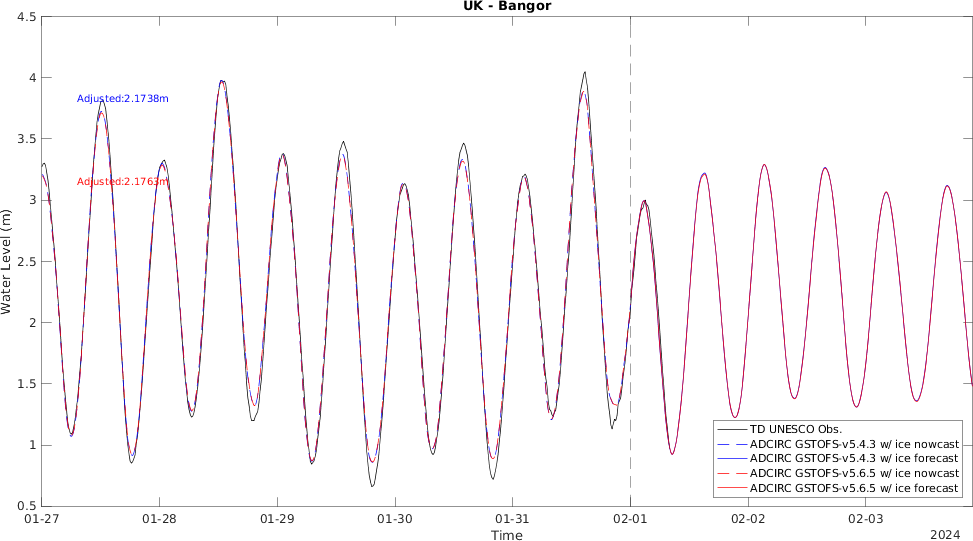 UK - Bangor
4.5
4
3.5
3
2.5
2
1.5
1
0.5
Water Level (m)
Adjusted:2.1738m
Adjusted:2.1763m
TD UNESCO Obs.
ADCIRC GSTOFS-v5.4.3 w/ ice nowcast
ADCIRC GSTOFS-v5.4.3 w/ ice forecast
ADCIRC GSTOFS-v5.6.5 w/ ice nowcast
ADCIRC GSTOFS-v5.6.5 w/ ice forecast
01-27 01-28 01-29 01-30 01-31 02-01 02-02 02-03
Time
2024